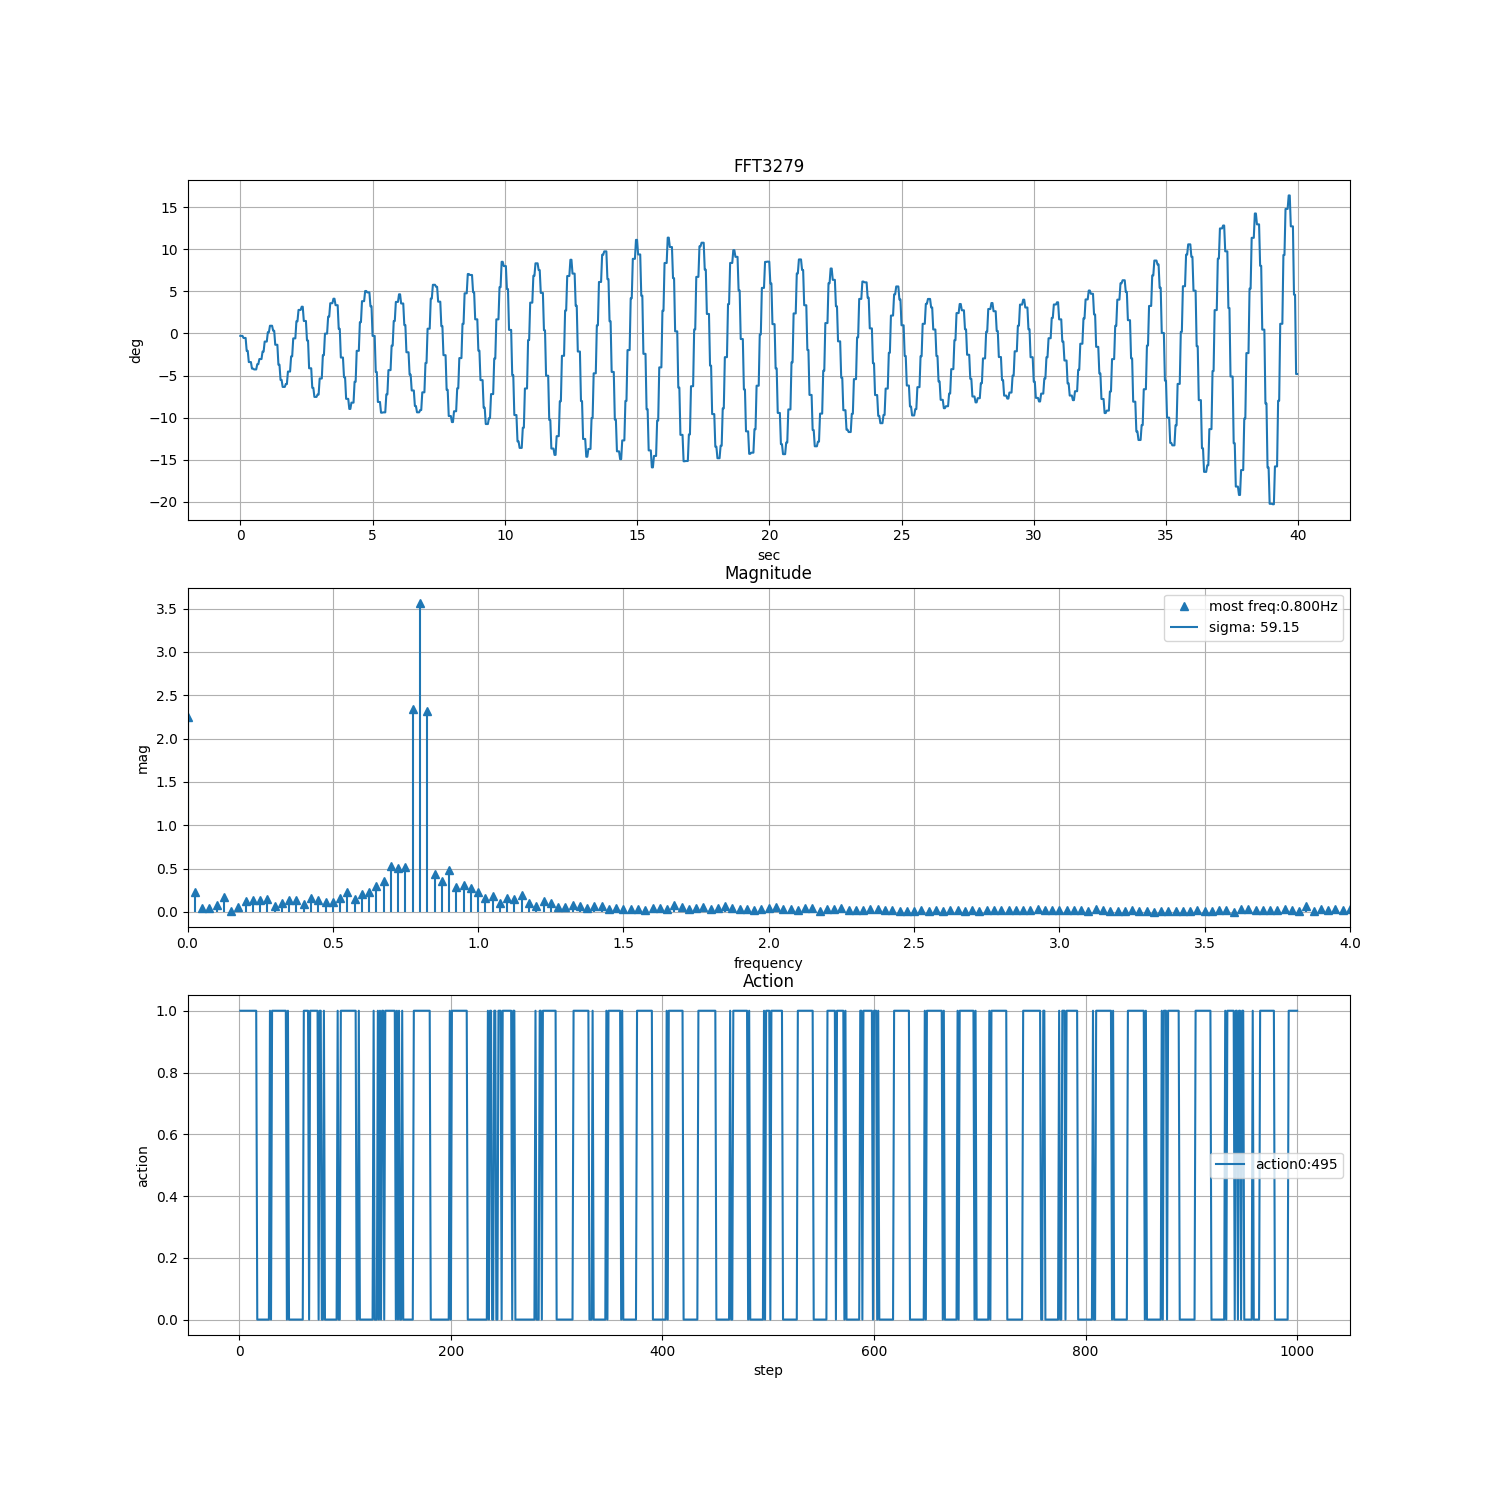 FFT3279
15
10
5
0
−5
−10
−15
−20
deg
0 5 10 15 20 25 30 35 40
sec
Magnitude
3.5
3.0
2.5
2.0
1.5
1.0
0.5
0.0
mag
most freq:0.800Hz
sigma: 59.15
0.0 0.5 1.0 1.5 2.0 2.5 3.0 3.5 4.0
frequency
Action
1.0
0.8
0.6
0.4
0.2
0.0
action
action0:495
0 200 400 600 800 1000
step